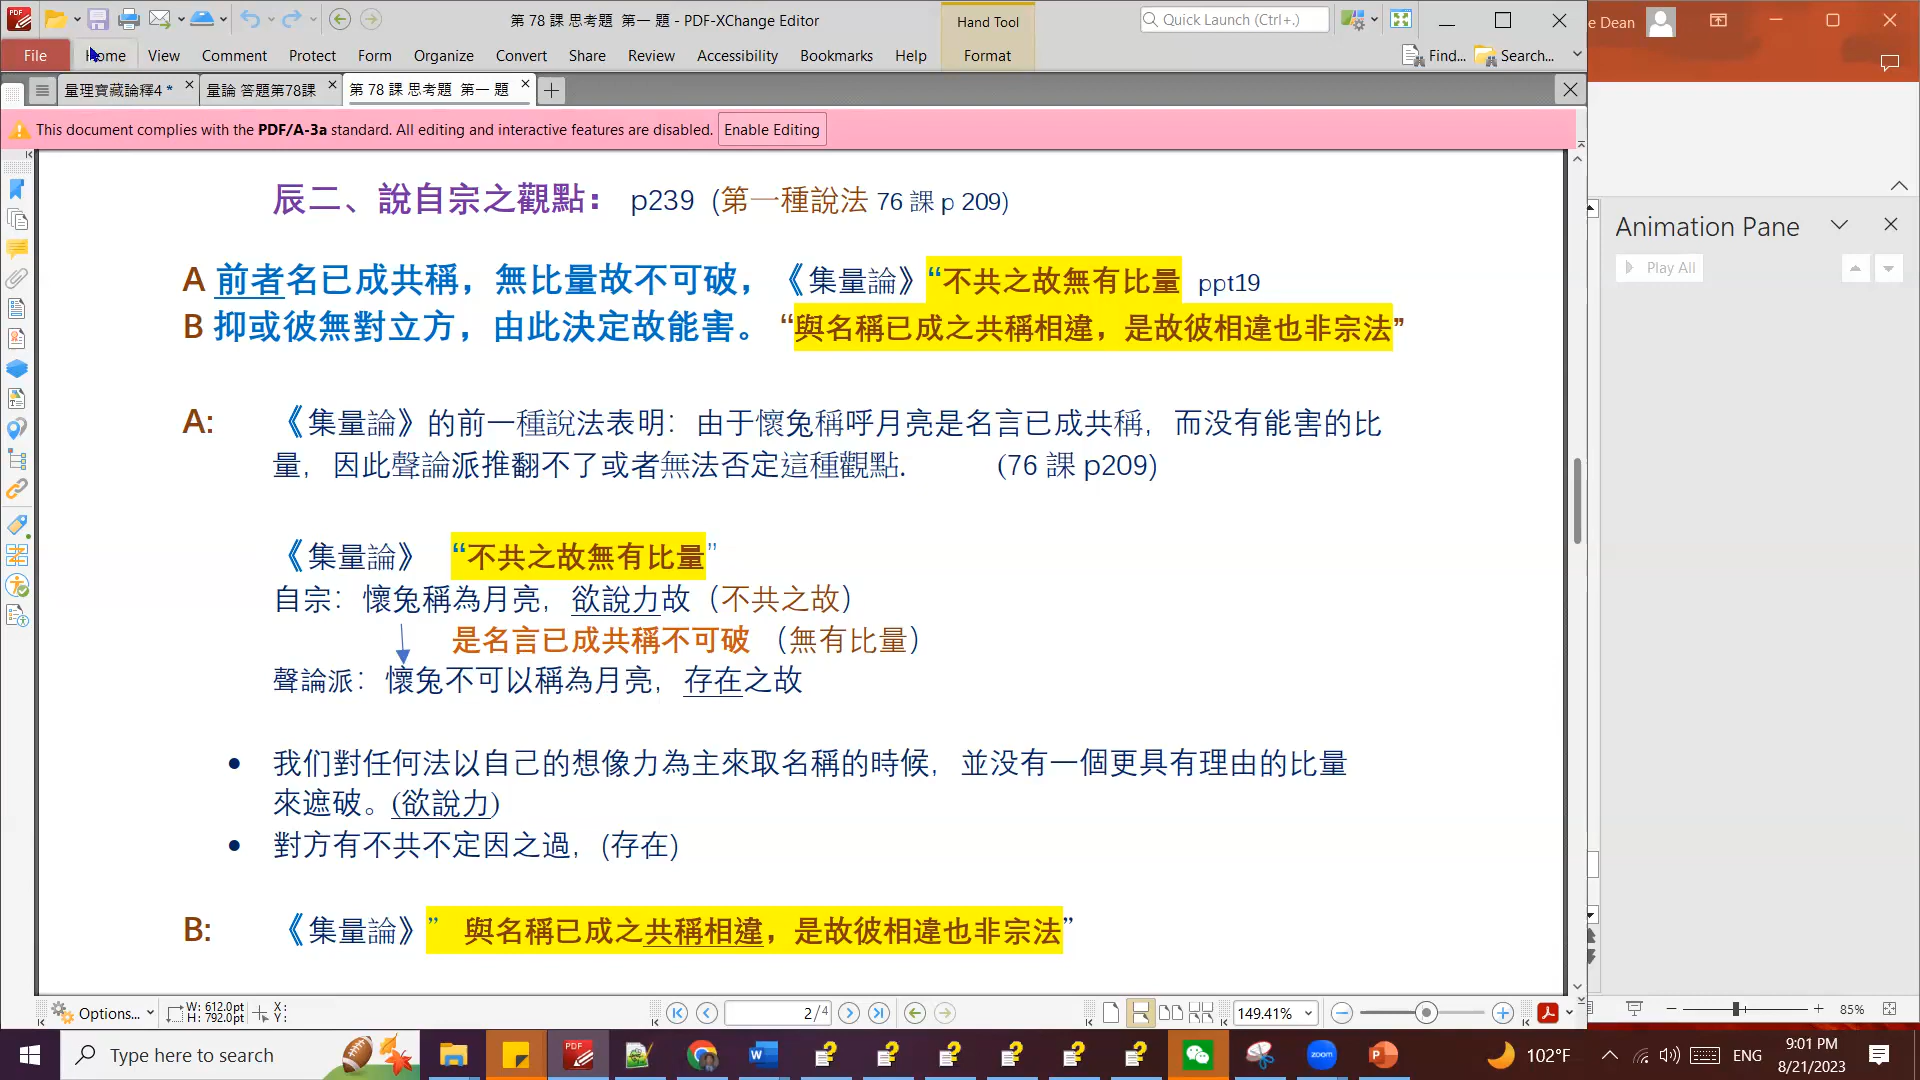 第 78 課 思考題 第一 題 - PDF-XChange Editor
Hand Tool
Quick Launch (Ctrl+.)
e Dean
File
Home
View
Comment
Protect
Form
Organize
Convert
Share
Review
Accessibility
Bookmarks
Help
Format
Find...
Search...
量理寶藏論釋4 *
量論 答題第78課
第 78 課 思考題 第一 題
This document complies with the PDF/A-3a standard. All editing and interactive features are disabled.
Enable Editing
辰二、說自宗之觀點： p239 (第一種說法 76 課 p 209)
A 前者名已成共稱，無比量故不可破，《集量論》“不共之故無有比量 ppt19
B 抑或彼無對立方，由此決定故能害。“與名稱已成之共稱相違，是故彼相違也非宗法”
A: 《集量論》的前一種說法表明：由于懷兔稱呼月亮是名言已成共稱，而没有能害的比
量，因此聲論派推翻不了或者無法否定這種觀點. (76 課 p209)
《集量論》 “不共之故無有比量”
自宗：懷兔稱為月亮，欲說力故（不共之故）
是名言已成共稱不可破 （無有比量）
聲論派：懷兔不可以稱為月亮，存在之故
• 我们對任何法以自己的想像力為主來取名稱的時候，並没有一個更具有理由的比量
來遮破。(欲說力)
• 對方有不共不定因之過，(存在)
B: 《集量論》” 與名稱已成之共稱相違，是故彼相違也非宗法”
Animation Pane
Play All
Options...
W: 612.0pt
H: 792.0pt
X:
Y:
2/4
149.41%
85%
Type here to search
102°F
ENG
9:01 PM
8/21/2023